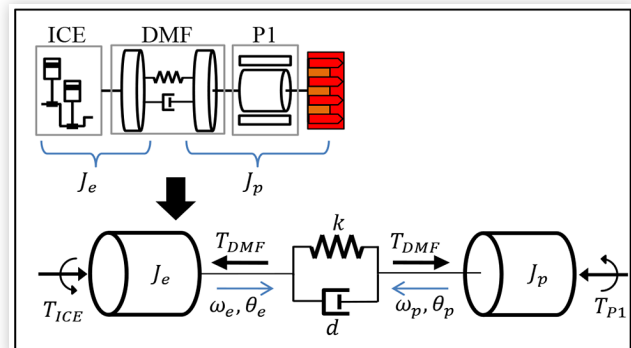 ICE DMF P1
J_e J_p
k
T_DMF T_DMF
J_e J_p
T_ICE ω_e, θ_e d ω_p, θ_p T_P1